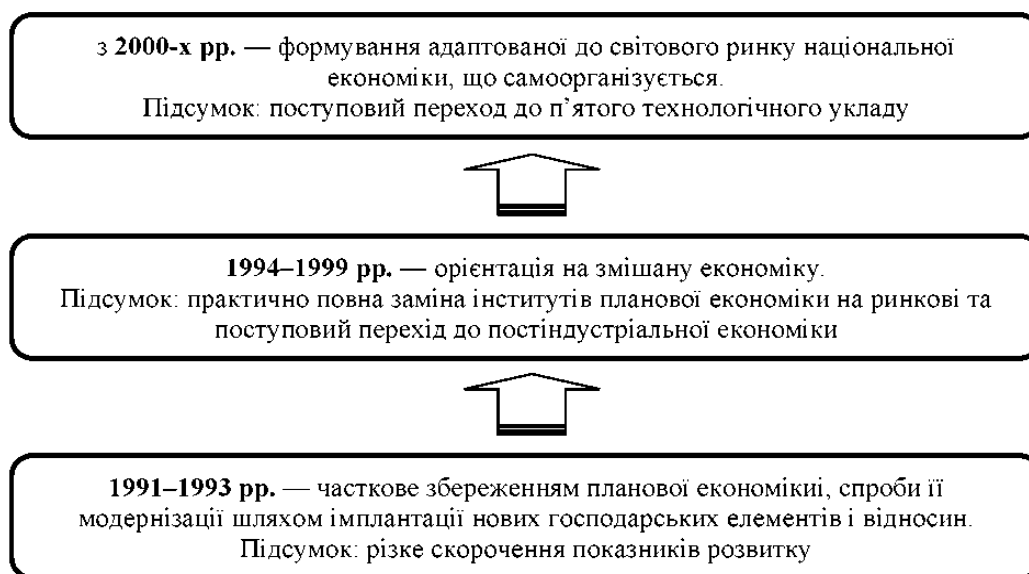 з 2000-х рр. — формування адаптованої до світового ринку національної
економіки, що самоорганізується.
Підсумок: поступовий переход до п’ятого технологічного укладу
1994–1999 рр. — орієнтація на змішану економіку.
Підсумок: практично повна заміна інститутів планової економіки на ринкові та
поступовий перехід до постіндустріальної економіки
1991–1993 рр. — часткове збереженням планової економікиі, спроби її
модернізації шляхом імплантації нових господарських елементів і відносин.
Підсумок: різке скорочення показників розвитку